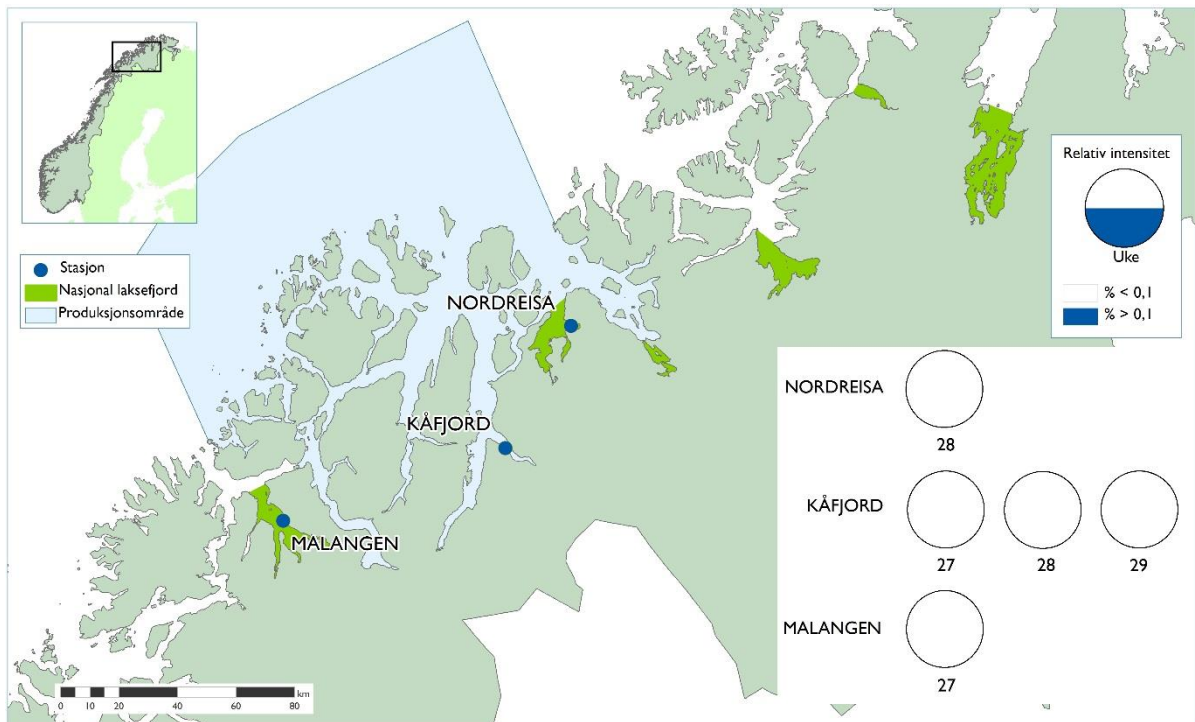 Stasjon
Nasjonal laksefjord
Produksjonsområde
NORDREISA
KÅFJORD
MALANGEN
Relativ intensitet
Uke
% < 0,1
% > 0,1
NORDREISA
28
KÅFJORD
27 28 29
MALANGEN
27
km
0 10 20 40 60 80